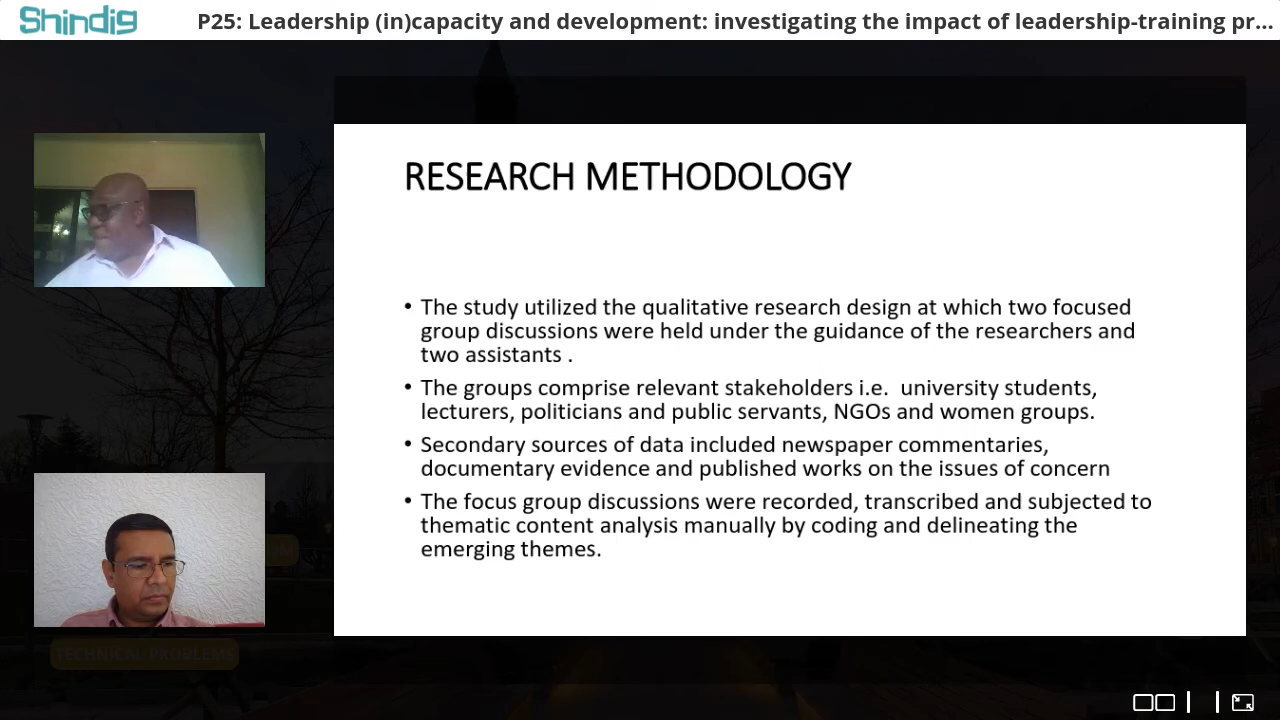 Shindig
P25: Leadership (in)capacity and development: investigating the impact of leadership-training pr...
RESEARCH METHODOLOGY
• The study utilized the qualitative research design at which two focused
group discussions were held under the guidance of the researchers and
two assistants .
• The groups comprise relevant stakeholders i.e. university students,
lecturers, politicians and public servants, NGOs and women groups.
• Secondary sources of data included newspaper commentaries,
documentary evidence and published works on the issues of concern
• The focus group discussions were recorded, transcribed and subjected to
thematic content analysis manually by coding and delineating the
emerging themes.
TECHNICAL PROBLEMS